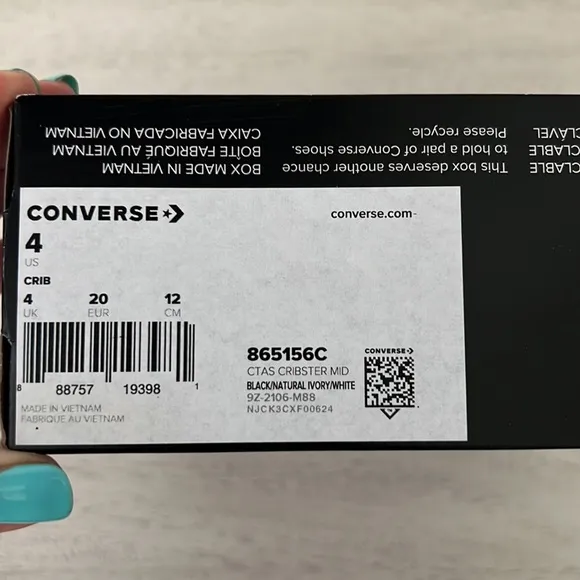 BOX MADE IN VIETNAM
BOÎTE FABRIQUÉ AU VIETNAM
CAIXA FABRICADA NO VIETNAM
This box deserves another chance
to hold a pair of Converse shoes.
Please recycle.
CLABLE
CLABLE
CLÁVEL
CONVERSE
converse.com
4
US
CRIB
4 20 12
UK EUR CM
8 88757 19398 1
MADE IN VIETNAM
FABRIQUE AU VIETNAM
865156C
CTAS CRIBSTER MID
BLACK/NATURAL IVORY/WHITE
9Z-2106-M88
NJCK3CXF00624
CONVERSE